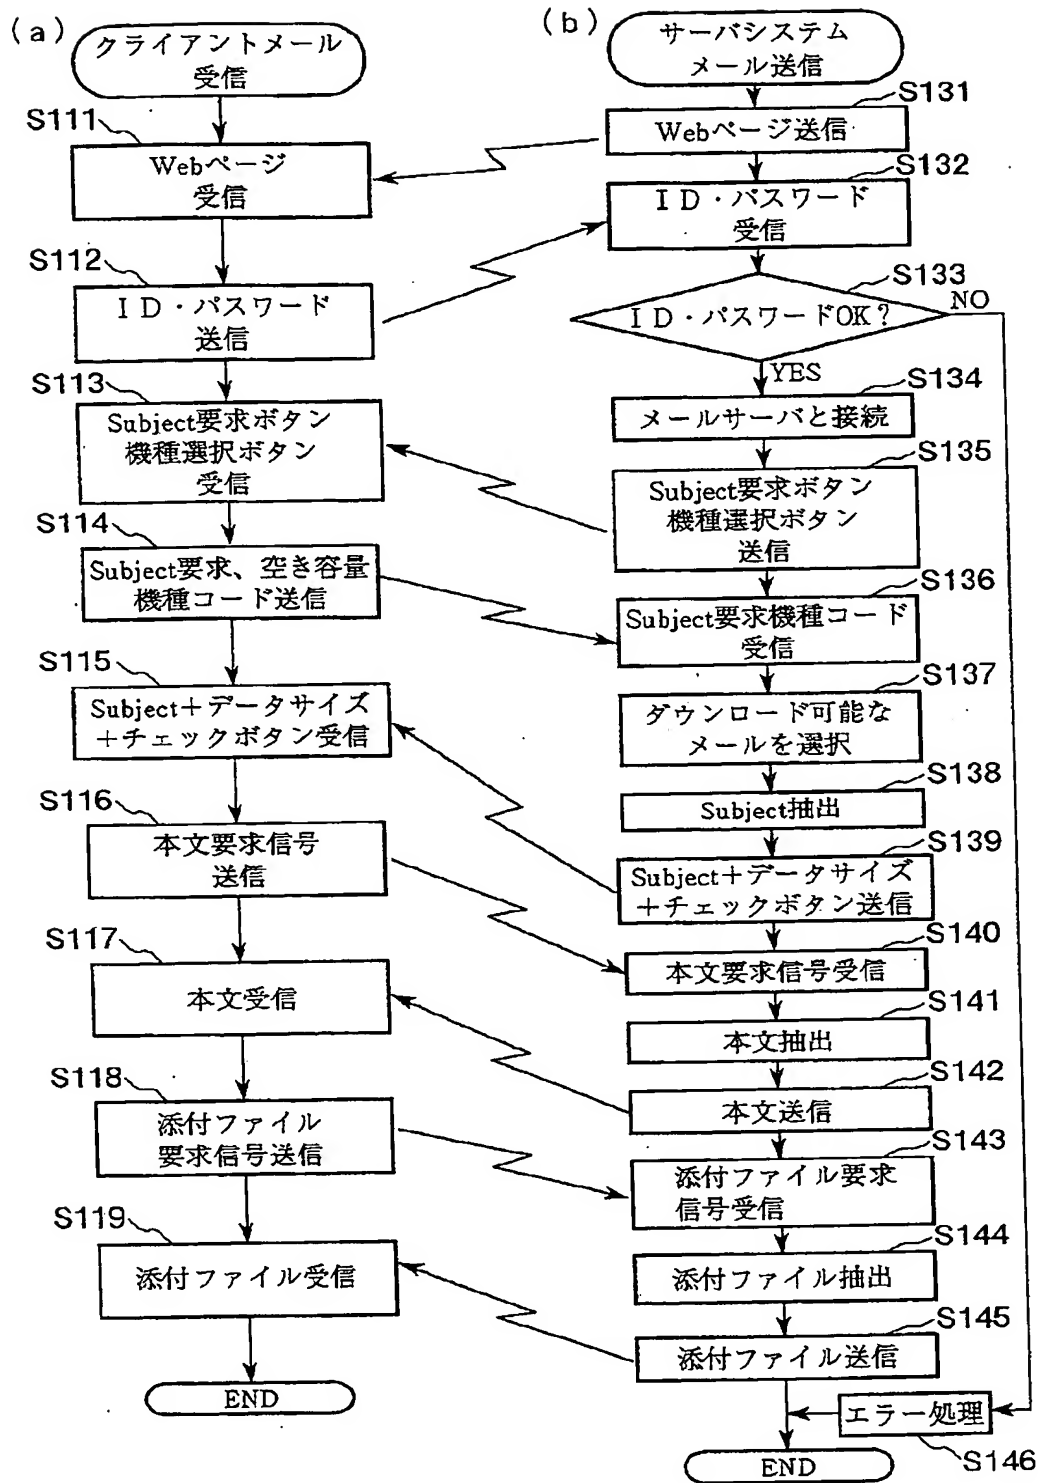 (a)
クライアントメール
受信
S111
Webページ
受信
S112
ID・パスワード
送信
S113
Subject要求ボタン
機種選択ボタン
受信
S114
Subject要求、空き容量
機種コード送信
S115
Subject+データサイズ
+チェックボタン受信
S116
本文要求信号
送信
S117
本文受信
S118
添付ファイル
要求信号送信
S119
添付ファイル受信
END
(b)
サーバシステム
メール送信
S131
Webページ送信
S132
ID・パスワード
受信
S133
ID・パスワードOK?
NO
YES
S134
メールサーバと接続
S135
Subject要求ボタン
機種選択ボタン
送信
S136
Subject要求機種コード
受信
S137
ダウンロード可能な
メールを選択
S138
Subject抽出
S139
Subject+データサイズ
+チェックボタン送信
S140
本文要求信号受信
S141
本文抽出
S142
本文送信
S143
添付ファイル要求
信号受信
S144
添付ファイル抽出
S145
添付ファイル送信
エラー処理
S146
END